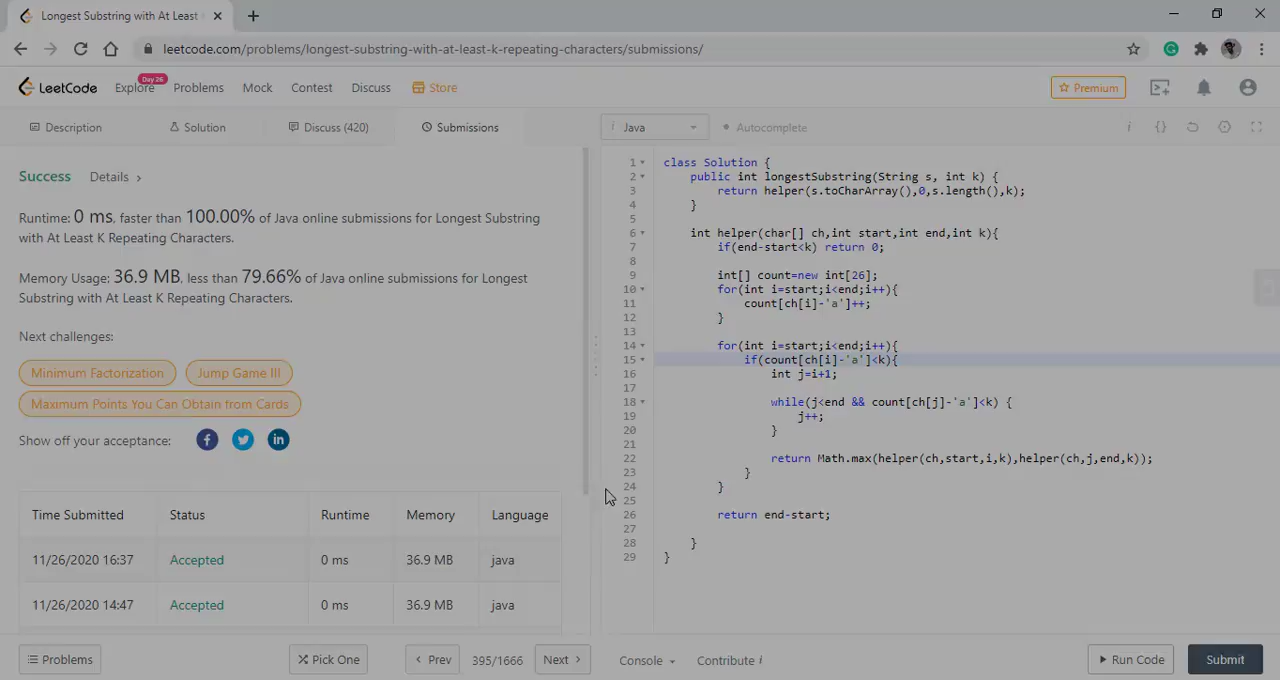 Longest Substring with At Least
leetcode.com/problems/longest-substring-with-at-least-k-repeating-characters/submissions/
LeetCode Explore Day 26 Problems Mock Contest Discuss Store Premium
Description Solution Discuss (420) Submissions
i Java Autocomplete i {}
Success Details >
Runtime: 0 ms, faster than 100.00% of Java online submissions for Longest Substring
with At Least K Repeating Characters.
Memory Usage: 36.9 MB, less than 79.66% of Java online submissions for Longest
Substring with At Least K Repeating Characters.
Next challenges:
Minimum Factorization Jump Game III
Maximum Points You Can Obtain from Cards
Show off your acceptance: f in
Time Submitted Status Runtime Memory Language
11/26/2020 16:37 Accepted 0 ms 36.9 MB java
11/26/2020 14:47 Accepted 0 ms 36.9 MB java
1 class Solution {
2 public int longestSubstring(String s, int k) {
3 return helper(s.toCharArray(),0,s.length(),k);
4 }
5
6 int helper(char[] ch,int start,int end,int k){
7 if(end-start<k) return 0;
8
9 int[] count=new int[26];
10 for(int i=start;i<end;i++){
11 count[ch[i]-'a']++;
12 }
13
14 for(int i=start;i<end;i++){
15 if(count[ch[i]-'a']<k){
16 int j=i+1;
17
18 while(j<end && count[ch[j]-'a']<k) {
19 j++;
20 }
21
22 return Math.max(helper(ch,start,i,k),helper(ch,j,end,k));
23 }
24 }
25
26 return end-start;
27
28 }
29 }
Problems Pick One < Prev 395/1666 Next > Console Contribute i Run Code Submit